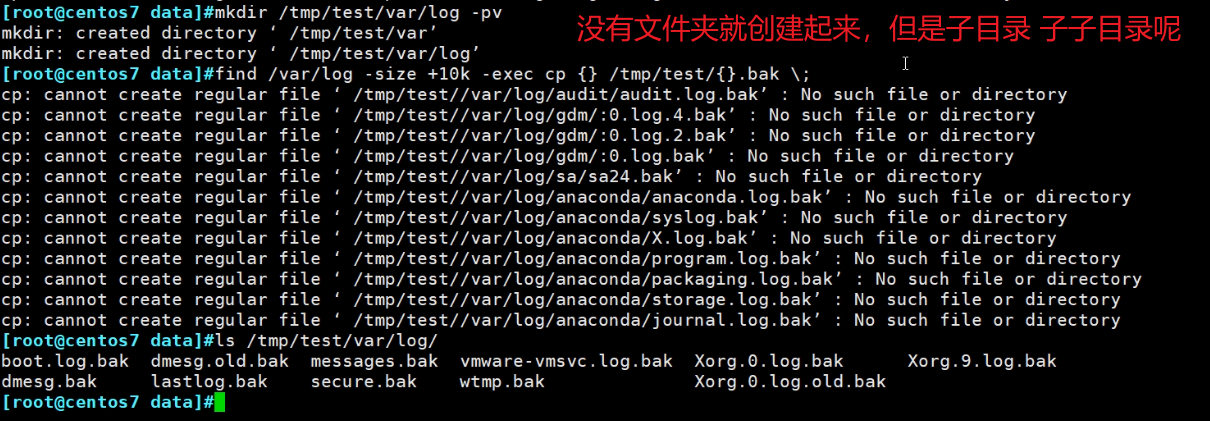 [root@centos7 data]#mkdir /tmp/test/var/log -pv
没有文件夹就创建起来，但是子目录 子子目录呢
mkdir: created directory ‘ /tmp/test/var’
mkdir: created directory ‘ /tmp/test/var/log’
[root@centos7 data]#find /var/log -size +10k -exec cp {} /tmp/test/{}.bak \;
cp: cannot create regular file ‘ /tmp/test//var/log/audit/audit.log.bak’ : No such file or directory
cp: cannot create regular file ‘ /tmp/test//var/log/gdm/:0.log.4.bak’ : No such file or directory
cp: cannot create regular file ‘ /tmp/test//var/log/gdm/:0.log.2.bak’ : No such file or directory
cp: cannot create regular file ‘ /tmp/test//var/log/gdm/:0.log.bak’ : No such file or directory
cp: cannot create regular file ‘ /tmp/test//var/log/sa/sa24.bak’ : No such file or directory
cp: cannot create regular file ‘ /tmp/test//var/log/anaconda/anaconda.log.bak’ : No such file or directory
cp: cannot create regular file ‘ /tmp/test//var/log/anaconda/syslog.bak’ : No such file or directory
cp: cannot create regular file ‘ /tmp/test//var/log/anaconda/X.log.bak’ : No such file or directory
cp: cannot create regular file ‘ /tmp/test//var/log/anaconda/program.log.bak’ : No such file or directory
cp: cannot create regular file ‘ /tmp/test//var/log/anaconda/packaging.log.bak’ : No such file or directory
cp: cannot create regular file ‘ /tmp/test//var/log/anaconda/storage.log.bak’ : No such file or directory
cp: cannot create regular file ‘ /tmp/test//var/log/anaconda/journal.log.bak’ : No such file or directory
[root@centos7 data]#ls /tmp/test/var/log/
boot.log.bak dmesg.old.bak messages.bak vmware-vmsvc.log.bak Xorg.0.log.bak Xorg.9.log.bak
dmesg.bak lastlog.bak secure.bak wtmp.bak Xorg.0.log.old.bak
[root@centos7 data]#